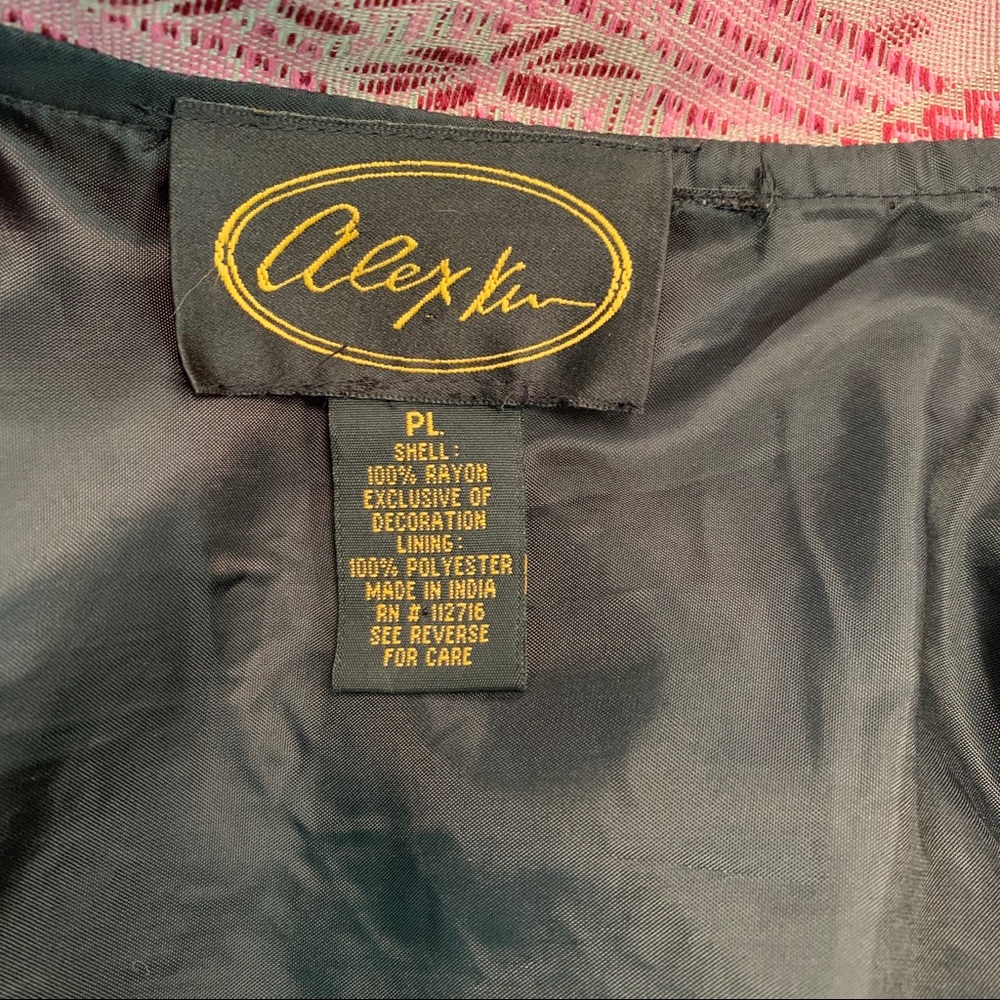 Alex Kim
PL
SHELL:
100% RAYON
EXCLUSIVE OF
DECORATION
LINING:
100% POLYESTER
MADE IN INDIA
RN # 112716
SEE REVERSE
FOR CARE